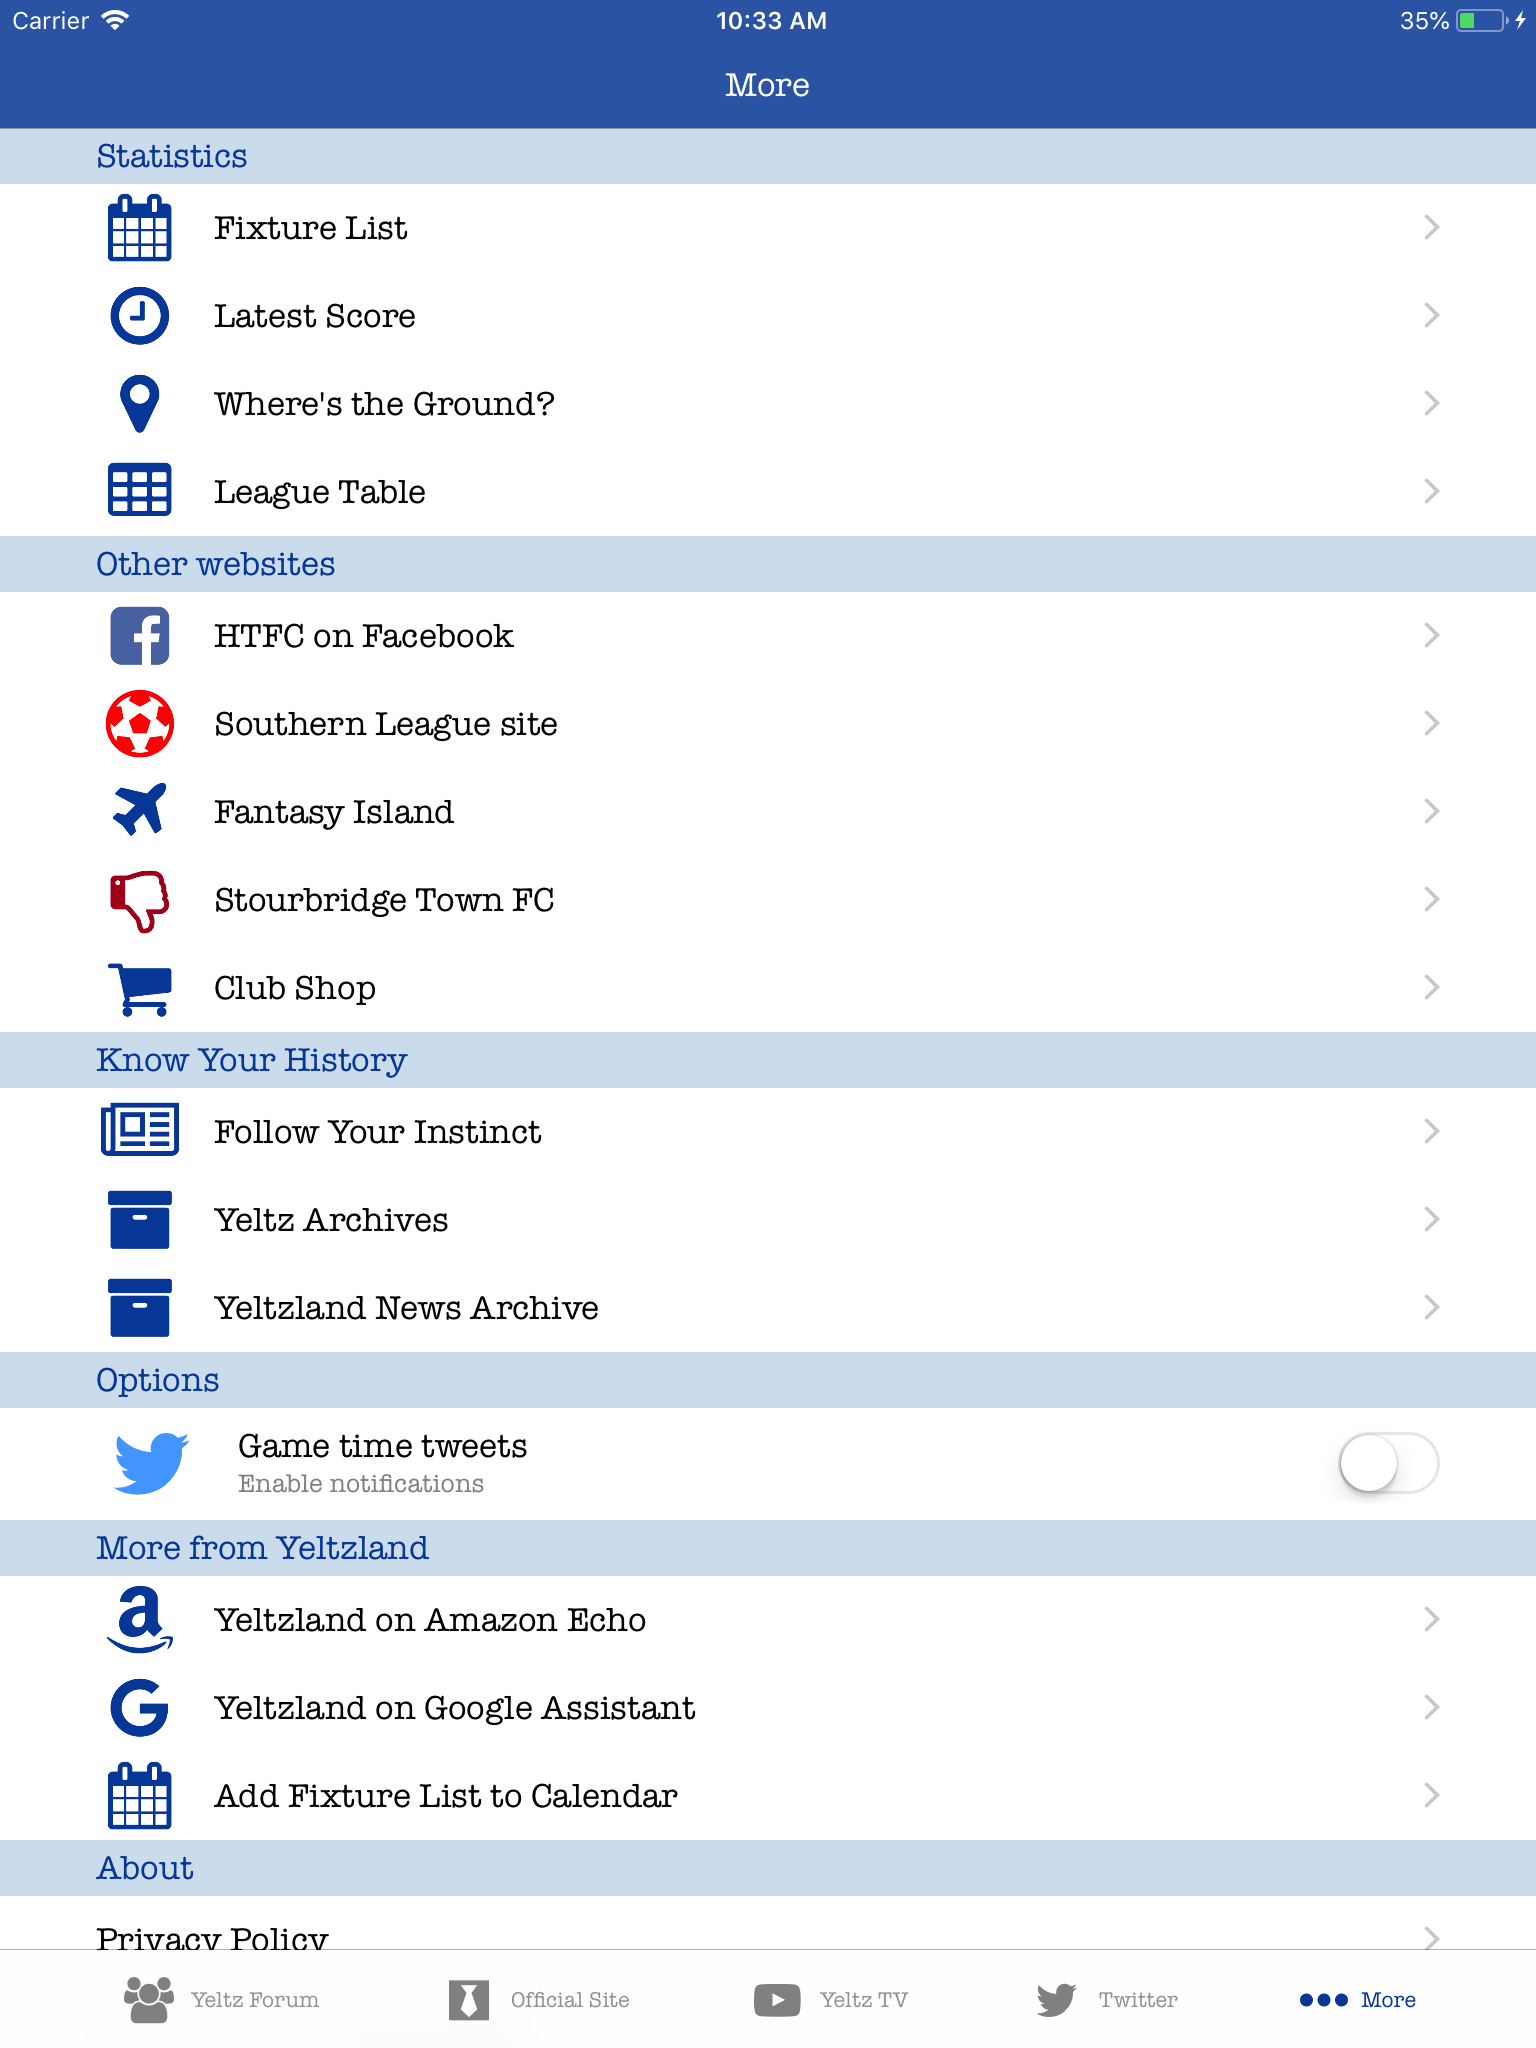 Carrier
10:33 AM
35%
More
Statistics
Fixture List
Latest Score
Where's the Ground?
League Table
Other websites
HTFC on Facebook
Southern League site
Fantasy Island
Stourbridge Town FC
Club Shop
Know Your History
Follow Your Instinct
Yeltz Archives
Yeltzland News Archive
Options
Game time tweets
Enable notifications
More from Yeltzland
Yeltzland on Amazon Echo
Yeltzland on Google Assistant
Add Fixture List to Calendar
About
Privacy Policy
Yeltz Forum
Official Site
Yeltz TV
Twitter
More